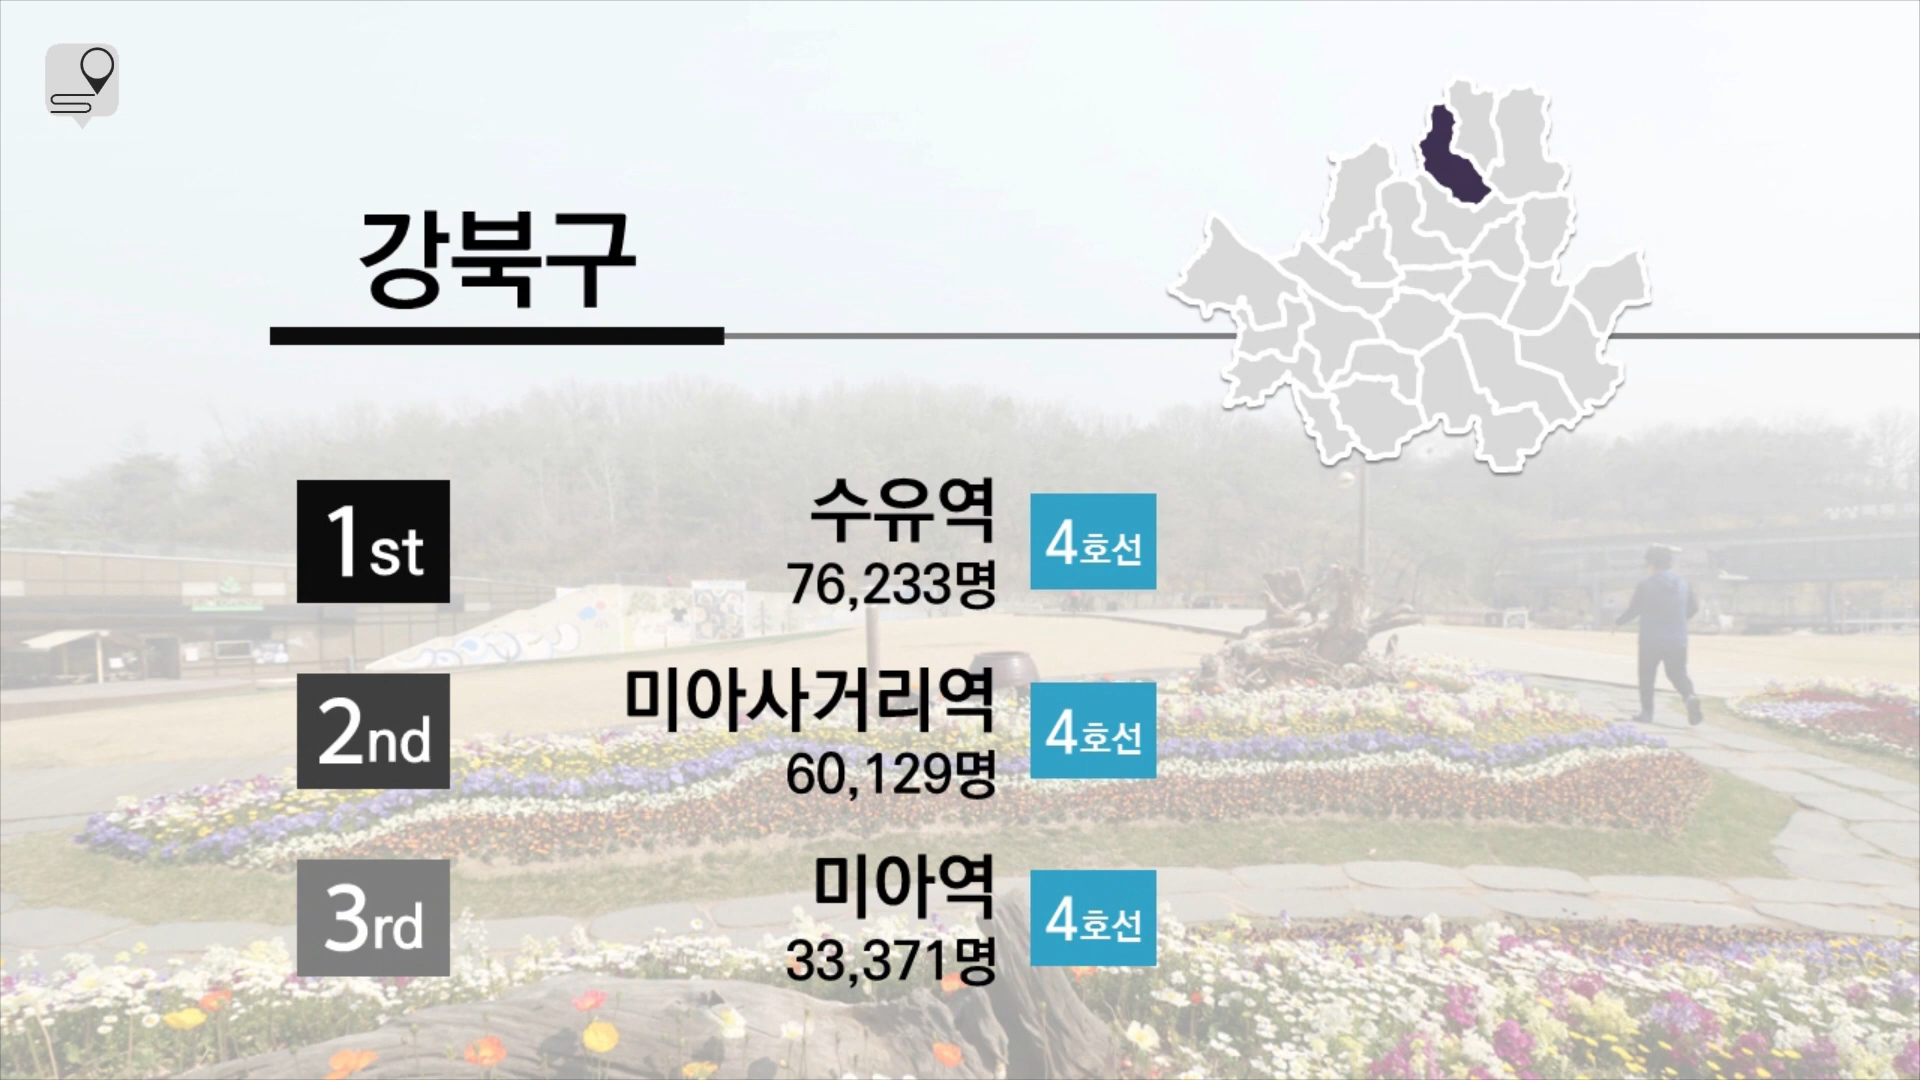 강북구
1st
수유역
76,233명
4호선
2nd
미아사거리역
60,129명
4호선
3rd
미아역
33,371명
4호선